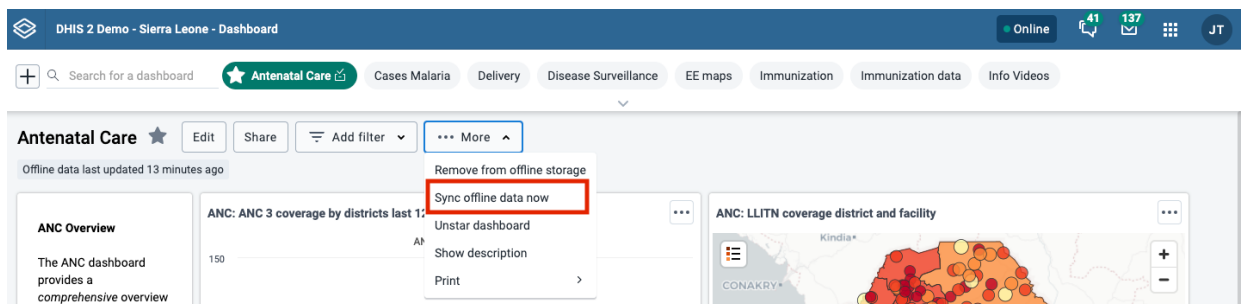 DHIS 2 Demo - Sierra Leone - Dashboard
Online
41
137
JT
Search for a dashboard
Antenatal Care
Cases Malaria
Delivery
Disease Surveillance
EE maps
Immunization
Immunization data
Info Videos
Antenatal Care
Edit
Share
Add filter
More
Offline data last updated 13 minutes ago
Remove from offline storage
Sync offline data now
Unstar dashboard
Show description
Print
ANC Overview
The ANC dashboard
provides a
comprehensive overview
ANC: ANC 3 coverage by districts last 12
150
ANC: LLITN coverage district and facility
Kindia
CONAKRY